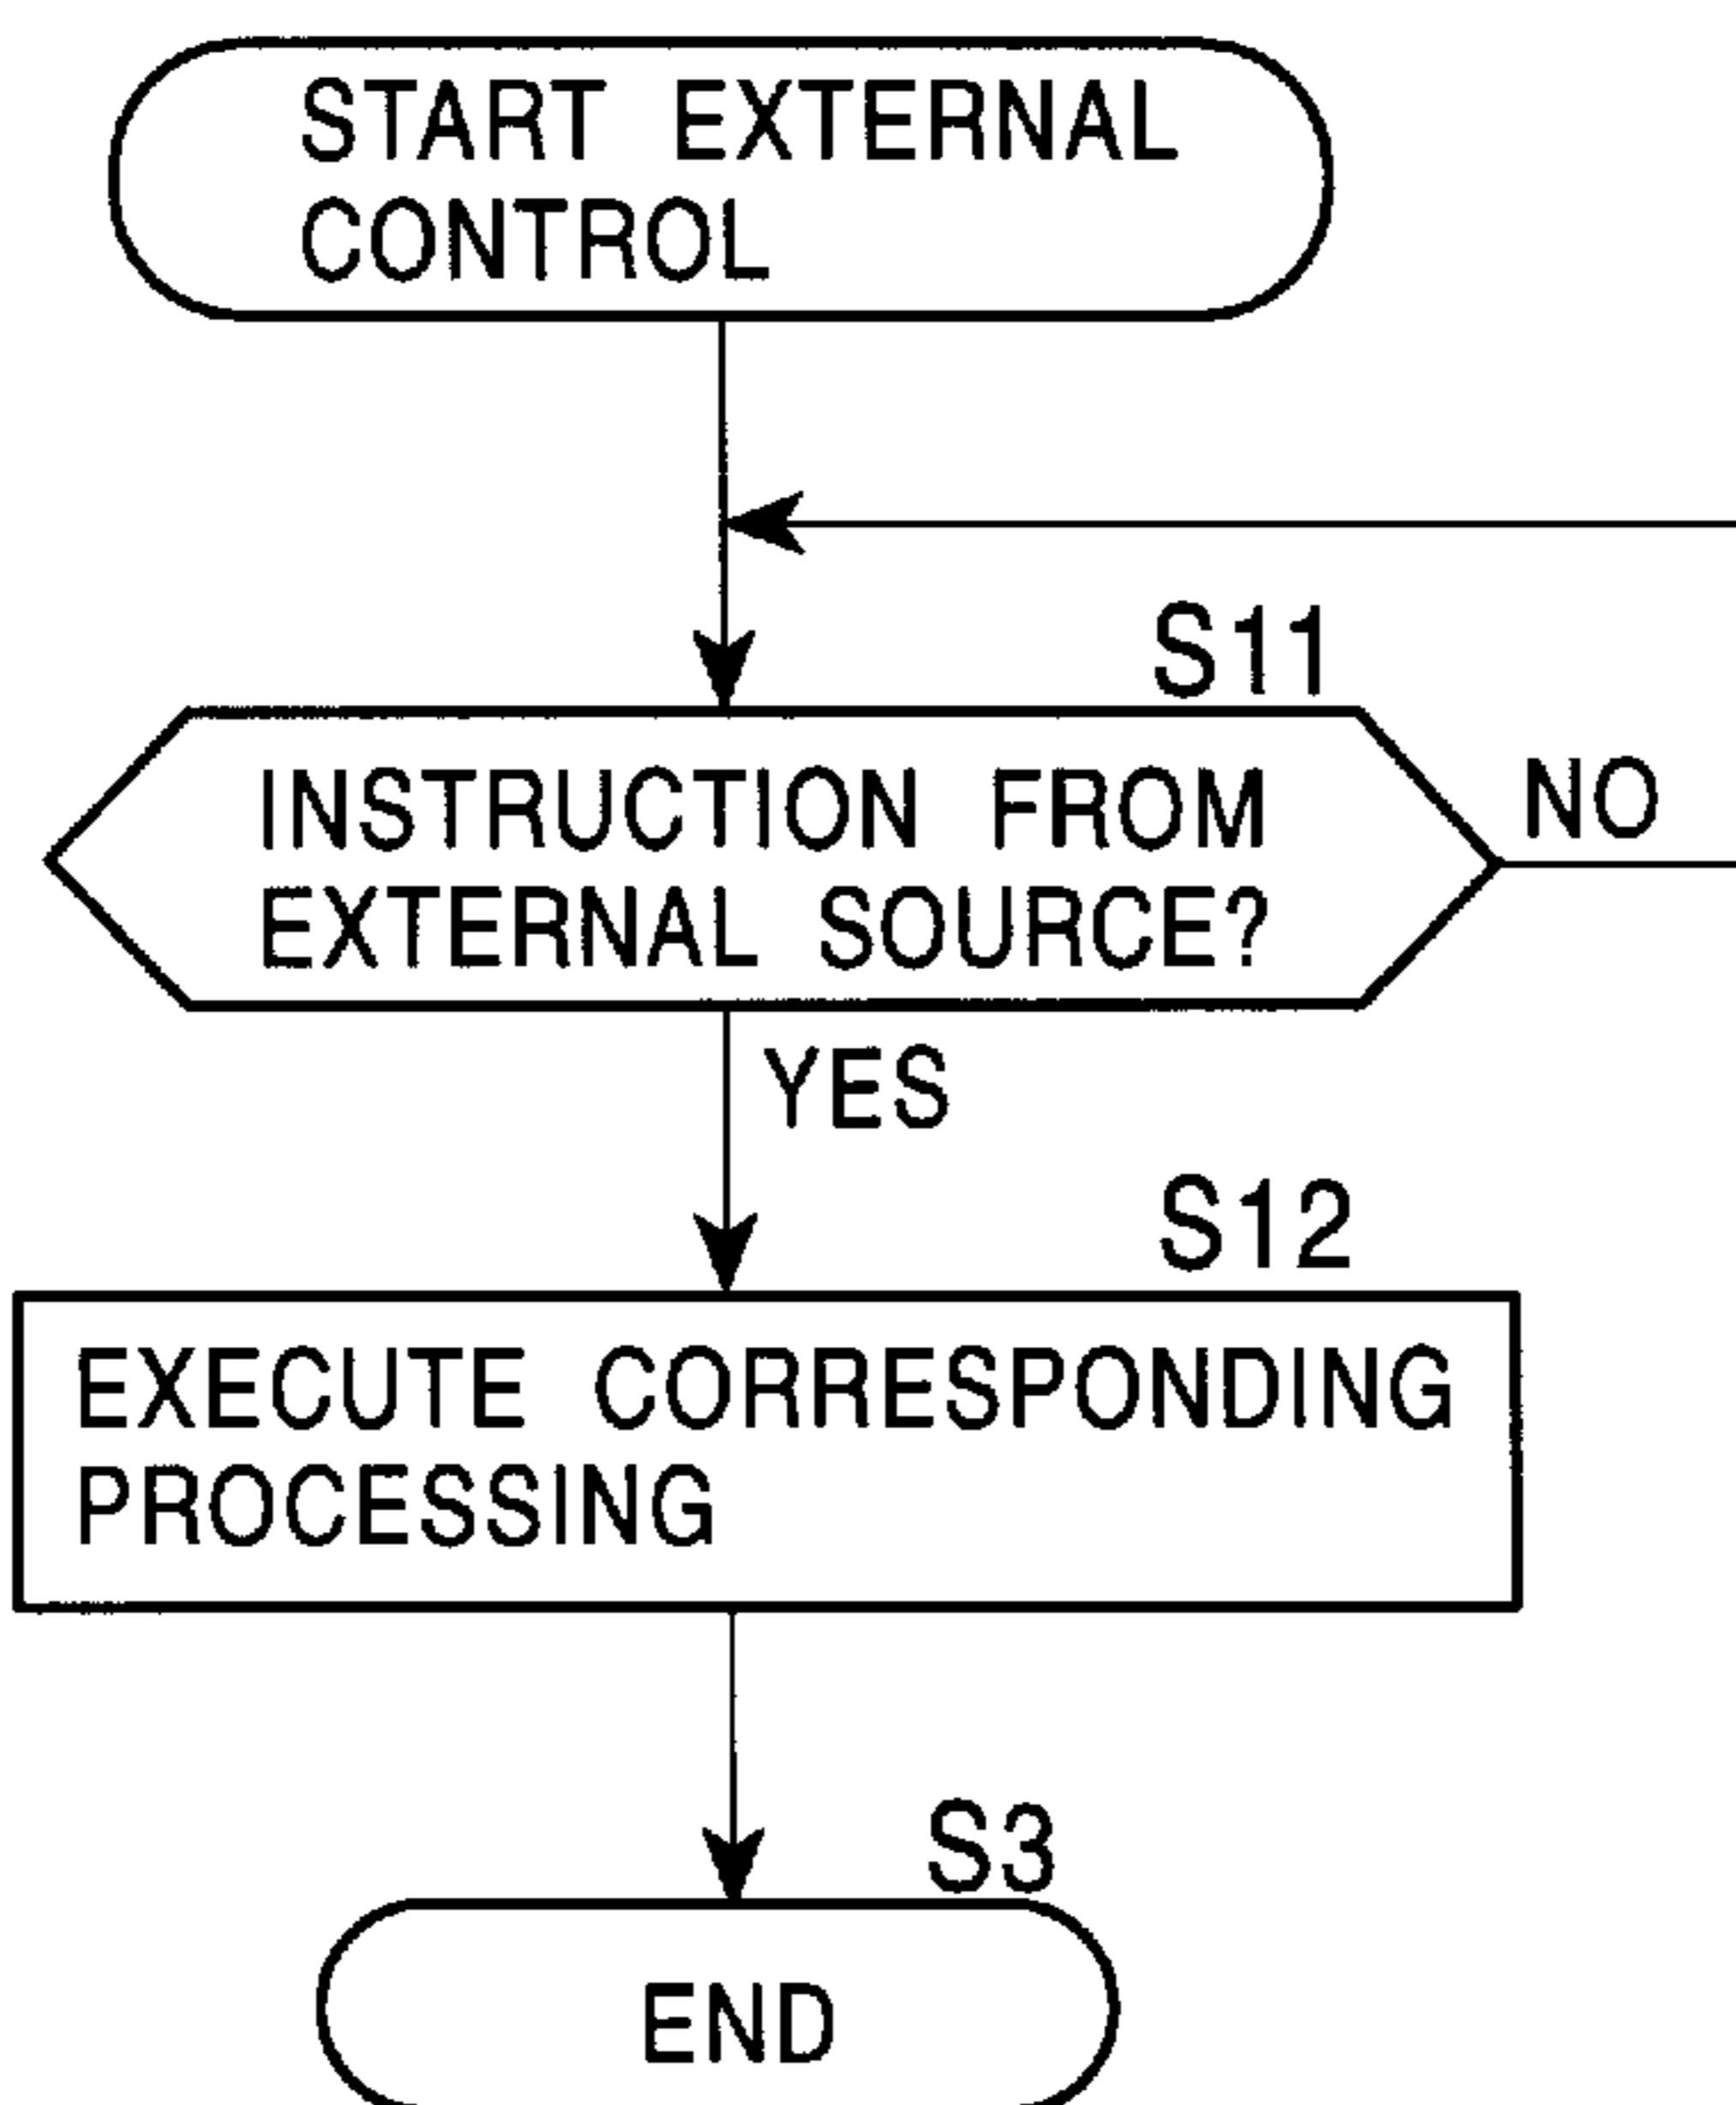 START EXTERNAL
CONTROL
S11
INSTRUCTION FROM
EXTERNAL SOURCE?
NO
YES
S12
EXECUTE CORRESPONDING
PROCESSING
S3
END